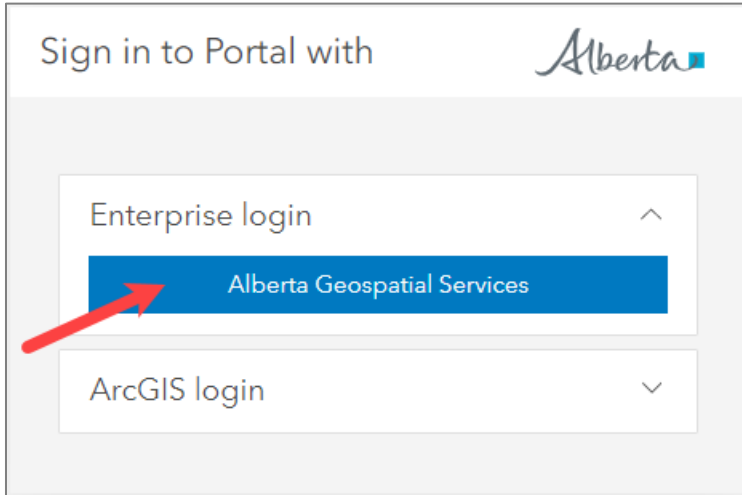 Sign in to Portal with
Alberta
Enterprise login
Alberta Geospatial Services
ArcGIS login